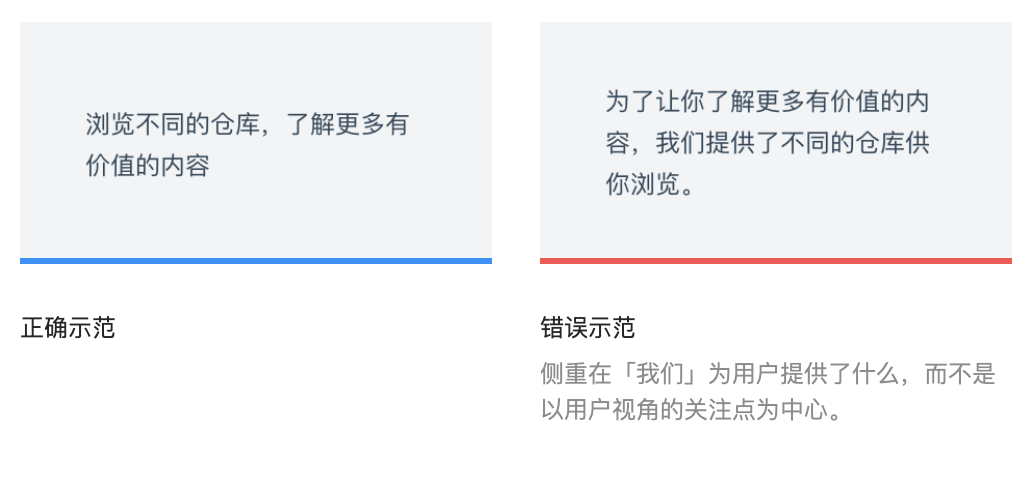 浏览不同的仓库，了解更多有
价值的内容
正确示范
为了让你了解更多有价值的内
容，我们提供了不同的仓库供
你浏览。
错误示范
侧重在「我们」为用户提供了什么，而不是
以用户视角的关注点为中心。